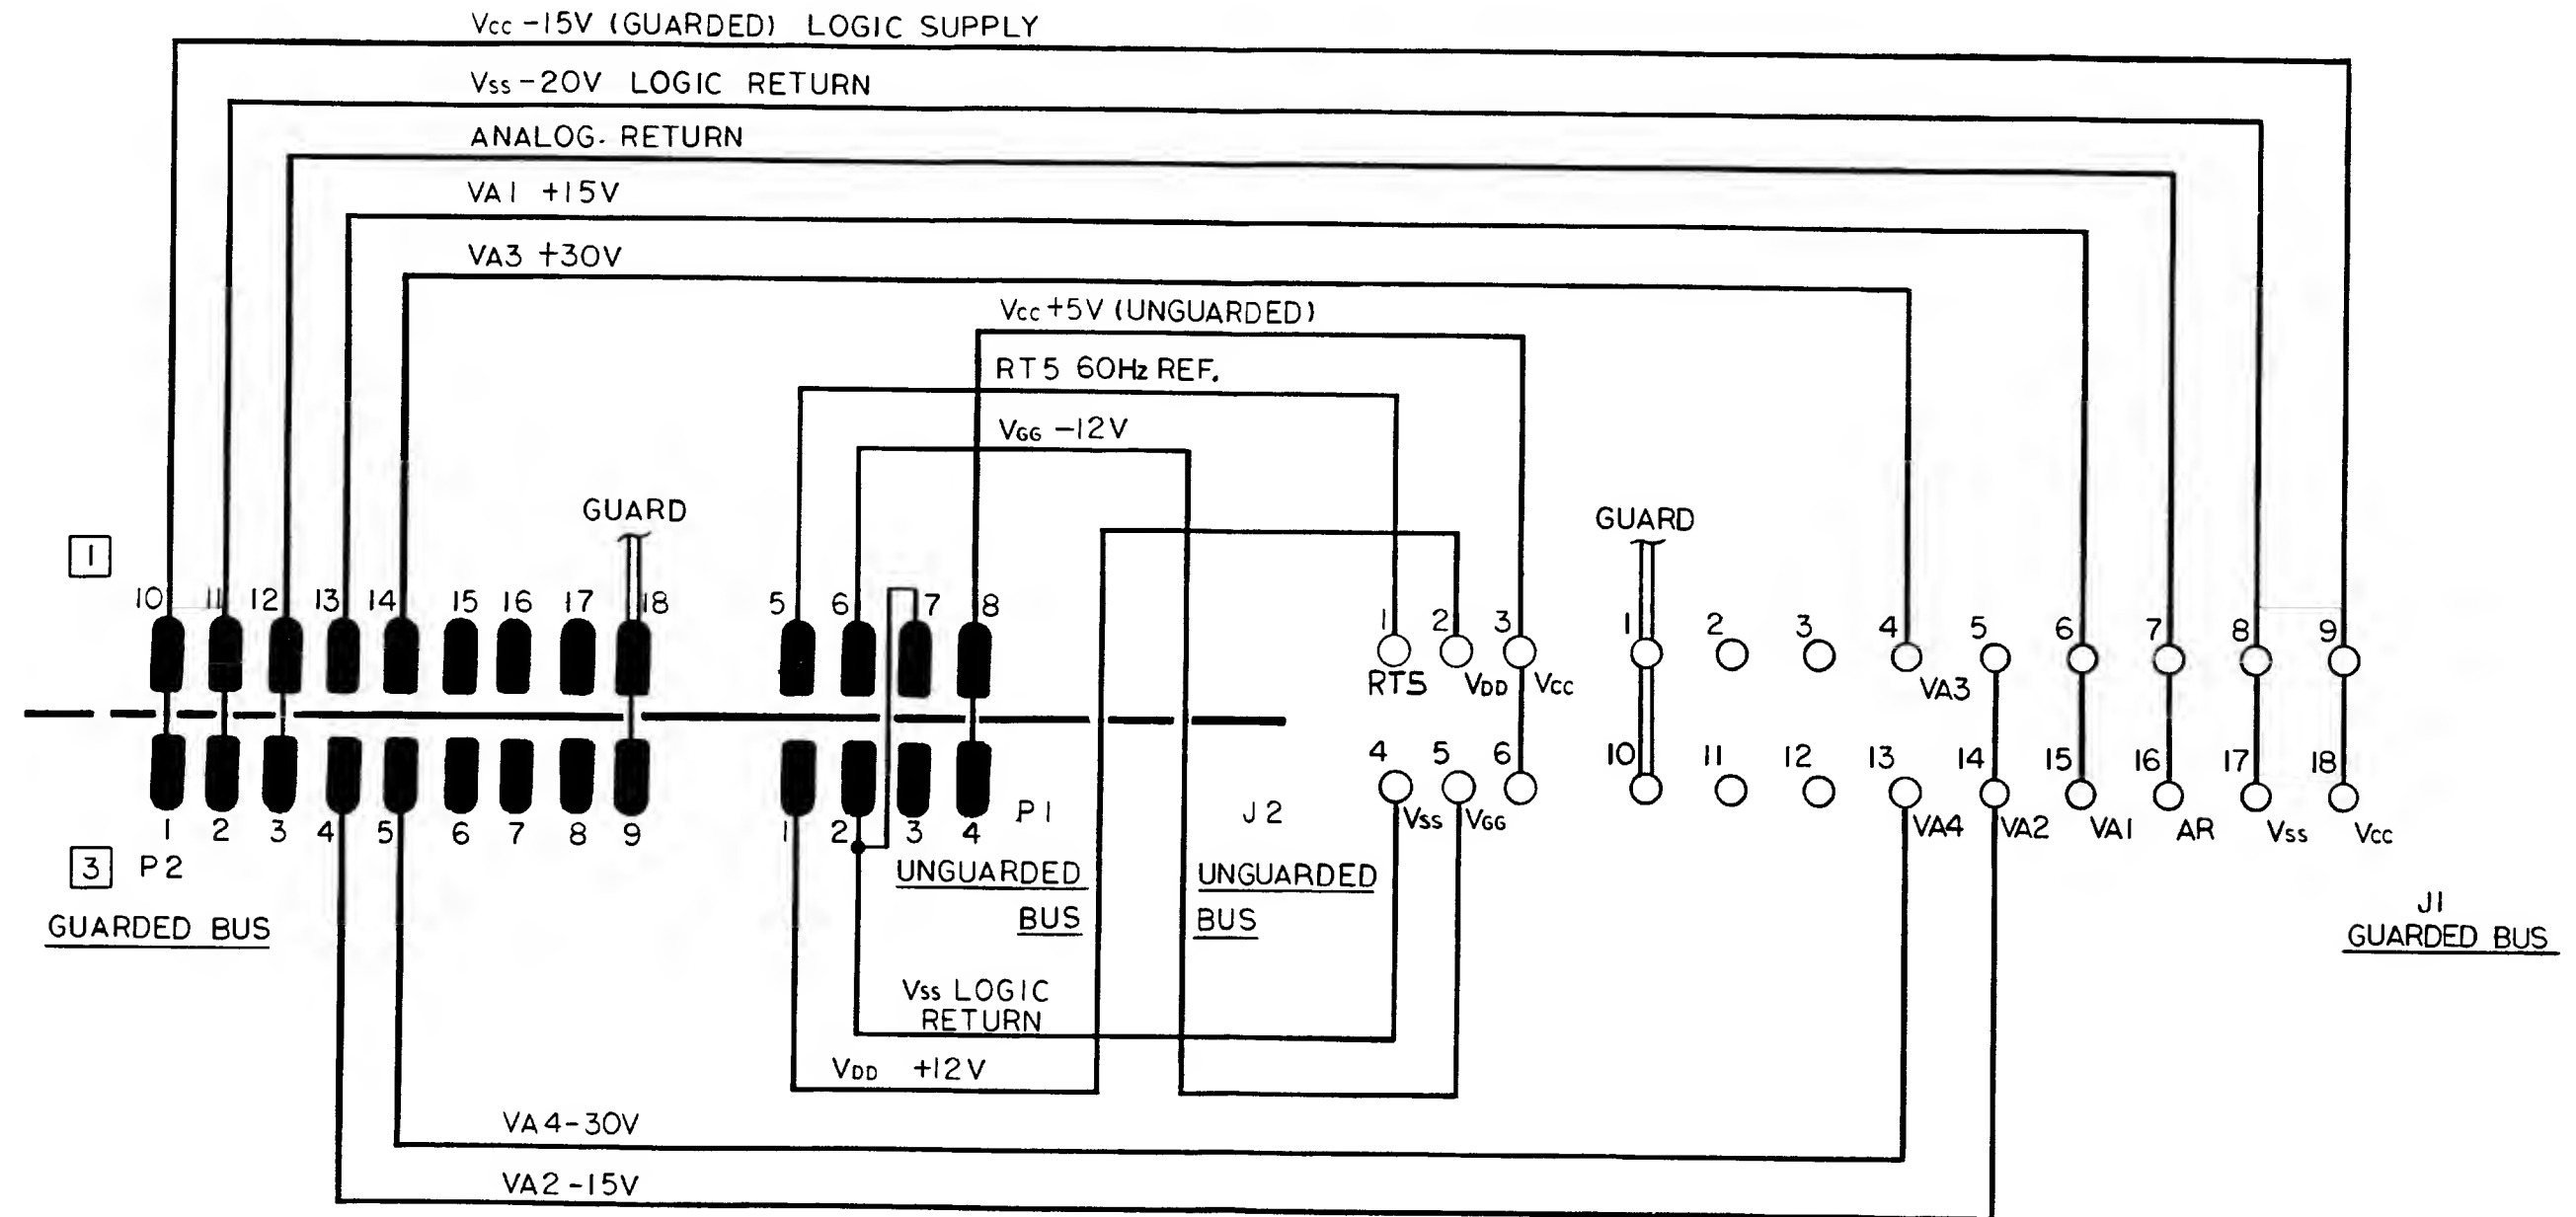 Vcc -15V (GUARDED) LOGIC SUPPLY
Vss -20V LOGIC RETURN
ANALOG. RETURN
VA1 +15V
VA3 +30V
Vcc +5V (UNGUARDED)
RT5 60Hz REF.
VGG -12V
GUARD
GUARD
1
10 11 12 13 14 15 16 17 18 5 6 7 8
1 2 3 1 2 3 4 5 6 7 8 9
RT5 VDD Vcc VA3
4 5 6 10 11 12 13 14 15 16 17 18
Vss VGG VA4 VA2 VA1 AR Vss Vcc
1 2 3 4 5 6 7 8 9 1 2 3 4 P1 J2
3 P2
UNGUARDED BUS
UNGUARDED BUS
GUARDED BUS
J1
GUARDED BUS
Vss LOGIC
RETURN
VDD +12V
VA4-30V
VA2-15V